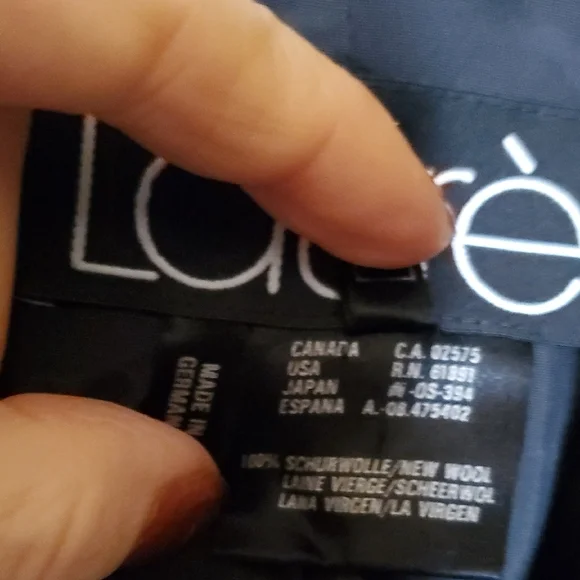 CANADA C.A. 02575
USA R.N. 61891
JAPAN -OS-394
ESPANA A.-08.475402
MADE IN
GERMANY
100% SCHURWOLLE/NEW WOOL
LAINE VIERGE/SCHEERWOL
LANA VIRGEN/LA VIRGEN